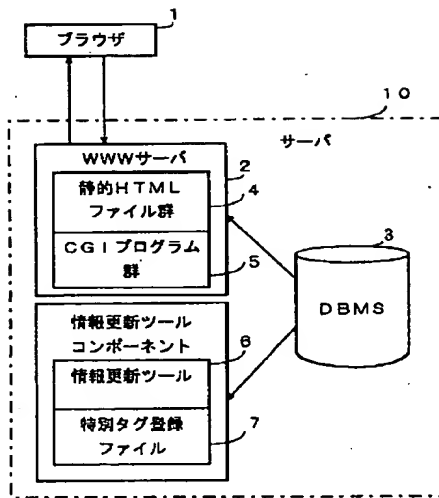 1
ブラウザ
10
サーバ
WWWサーバ
2
静的HTML
ファイル群
4
CGIプログラム
群
5
3
DBMS
情報更新ツール
コンポーネント
6
情報更新ツール
特別タグ登録
ファイル
7